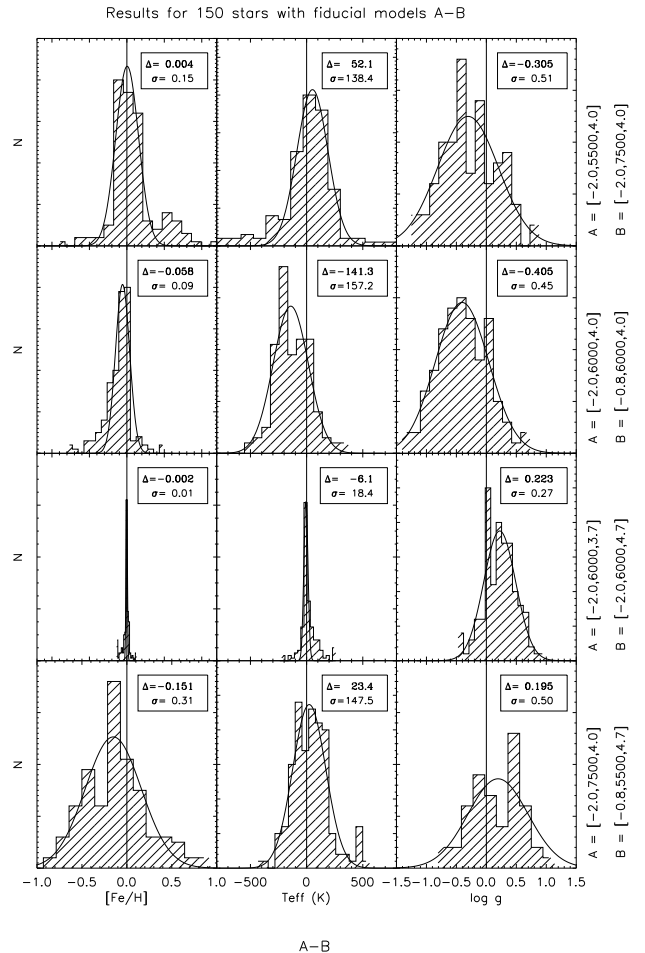 Results for 150 stars with fiducial models A−B
Δ= 0.004
σ= 0.15
Δ= 52.1
σ=138.4
Δ=−0.305
σ= 0.51
N
A = [−2.0,5500,4.0]
B = [−2.0,7500,4.0]
Δ=−0.058
σ= 0.09
Δ=−141.3
σ=157.2
Δ=−0.405
σ= 0.45
N
A = [−2.0,6000,4.0]
B = [−0.8,6000,4.0]
Δ=−0.002
σ= 0.01
Δ= −6.1
σ= 18.4
Δ= 0.223
σ= 0.27
N
A = [−2.0,6000,3.7]
B = [−2.0,6000,4.7]
Δ=−0.151
σ= 0.31
Δ= 23.4
σ=147.5
Δ= 0.195
σ= 0.50
N
A = [−2.0,7500,4.0]
B = [−0.8,5500,4.7]
−1.0 −0.5 0.0 0.5 1.0 −500 0 500 −1.5−1.0−0.5 0.0 0.5 1.0 1.5
[Fe/H] Teff (K) log g
A−B